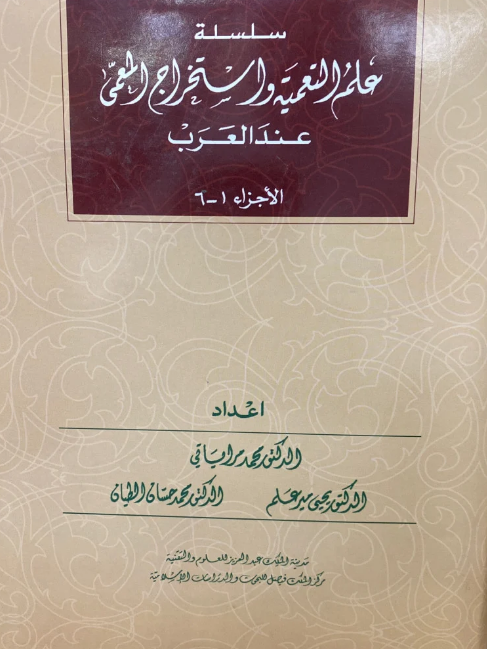 سلسلة
علم التعمية واستخراج المعمى
عند العرب
الأجزاء ١-٦
اعداد
الدكتور محمد مراياتي
الدكتور يحيى مير علم الدكتور محمد حسان الطيان
مدينة الملك عبد العزيز للعلوم والتقنية
مركز الملك فيصل للبحوث والدراسات الإسلامية